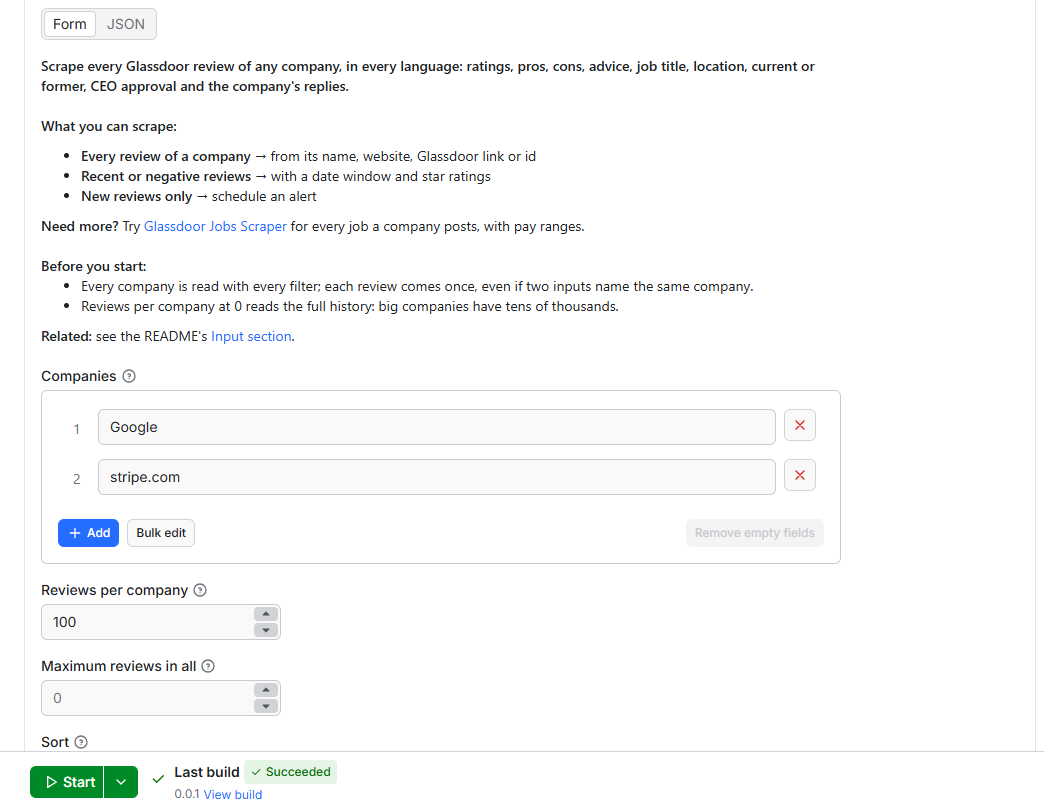 Form JSON
Scrape every Glassdoor review of any company, in every language: ratings, pros, cons, advice, job title, location, current or
former, CEO approval and the company's replies.
What you can scrape:
• Every review of a company → from its name, website, Glassdoor link or id
• Recent or negative reviews → with a date window and star ratings
• New reviews only → schedule an alert
Need more? Try Glassdoor Jobs Scraper for every job a company posts, with pay ranges.
Before you start:
• Every company is read with every filter; each review comes once, even if two inputs name the same company.
• Reviews per company at 0 reads the full history: big companies have tens of thousands.
Related: see the README's Input section.
Companies ?
1 Google
2 stripe.com
+ Add Bulk edit Remove empty fields
Reviews per company ?
100
Maximum reviews in all ?
0
Sort ?
Start Last build Succeeded
0.0.1 View build